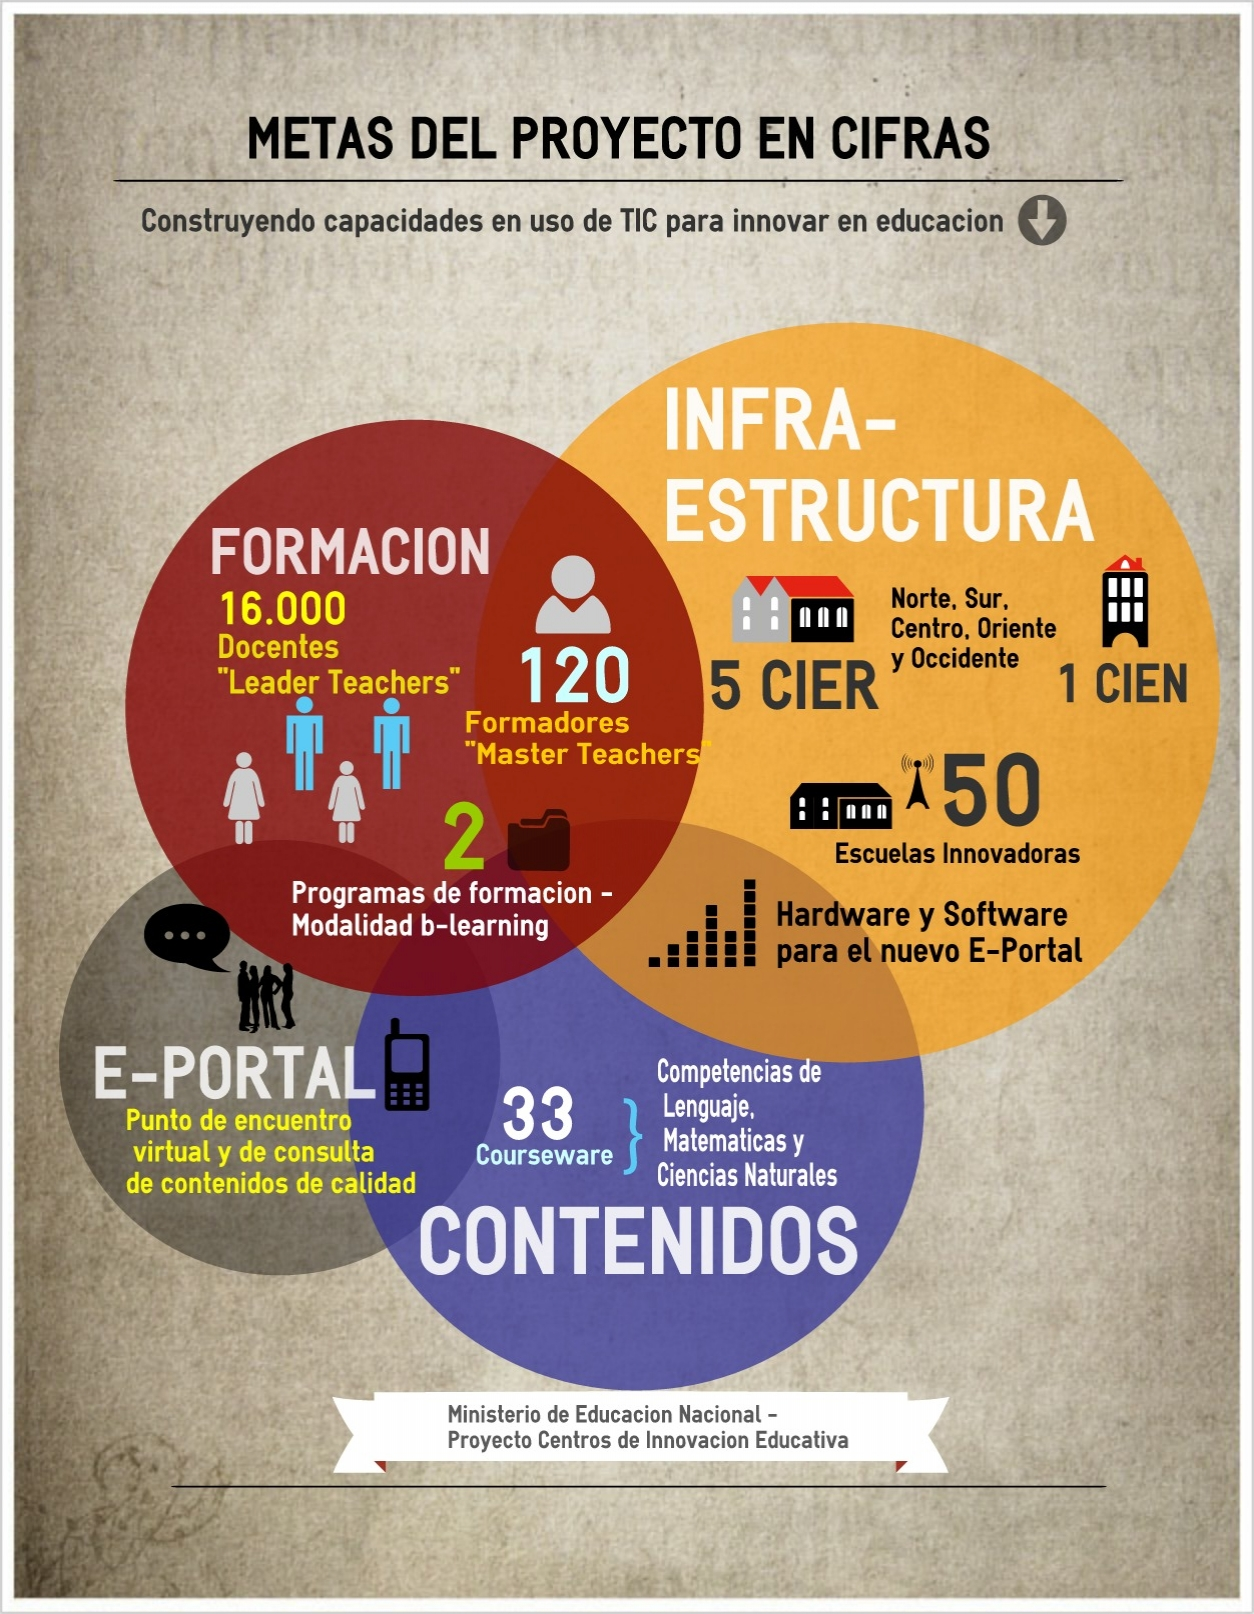 METAS DEL PROYECTO EN CIFRAS
Construyendo capacidades en uso de TIC para innovar en educacion
INFRA-
ESTRUCTURA
5 CIER
Norte, Sur,
Centro, Oriente
y Occidente
1 CIEN
50
Escuelas Innovadoras
Hardware y Software
para el nuevo E-Portal
FORMACION
16.000
Docentes
"Leader Teachers"
120
Formadores
"Master Teachers"
2
Programas de formacion -
Modalidad b-learning
E-PORTAL
Punto de encuentro
virtual y de consulta
de contenidos de calidad
33
Courseware
}
Competencias de
Lenguaje,
Matematicas y
Ciencias Naturales
CONTENIDOS
Ministerio de Educacion Nacional -
Proyecto Centros de Innovacion Educativa